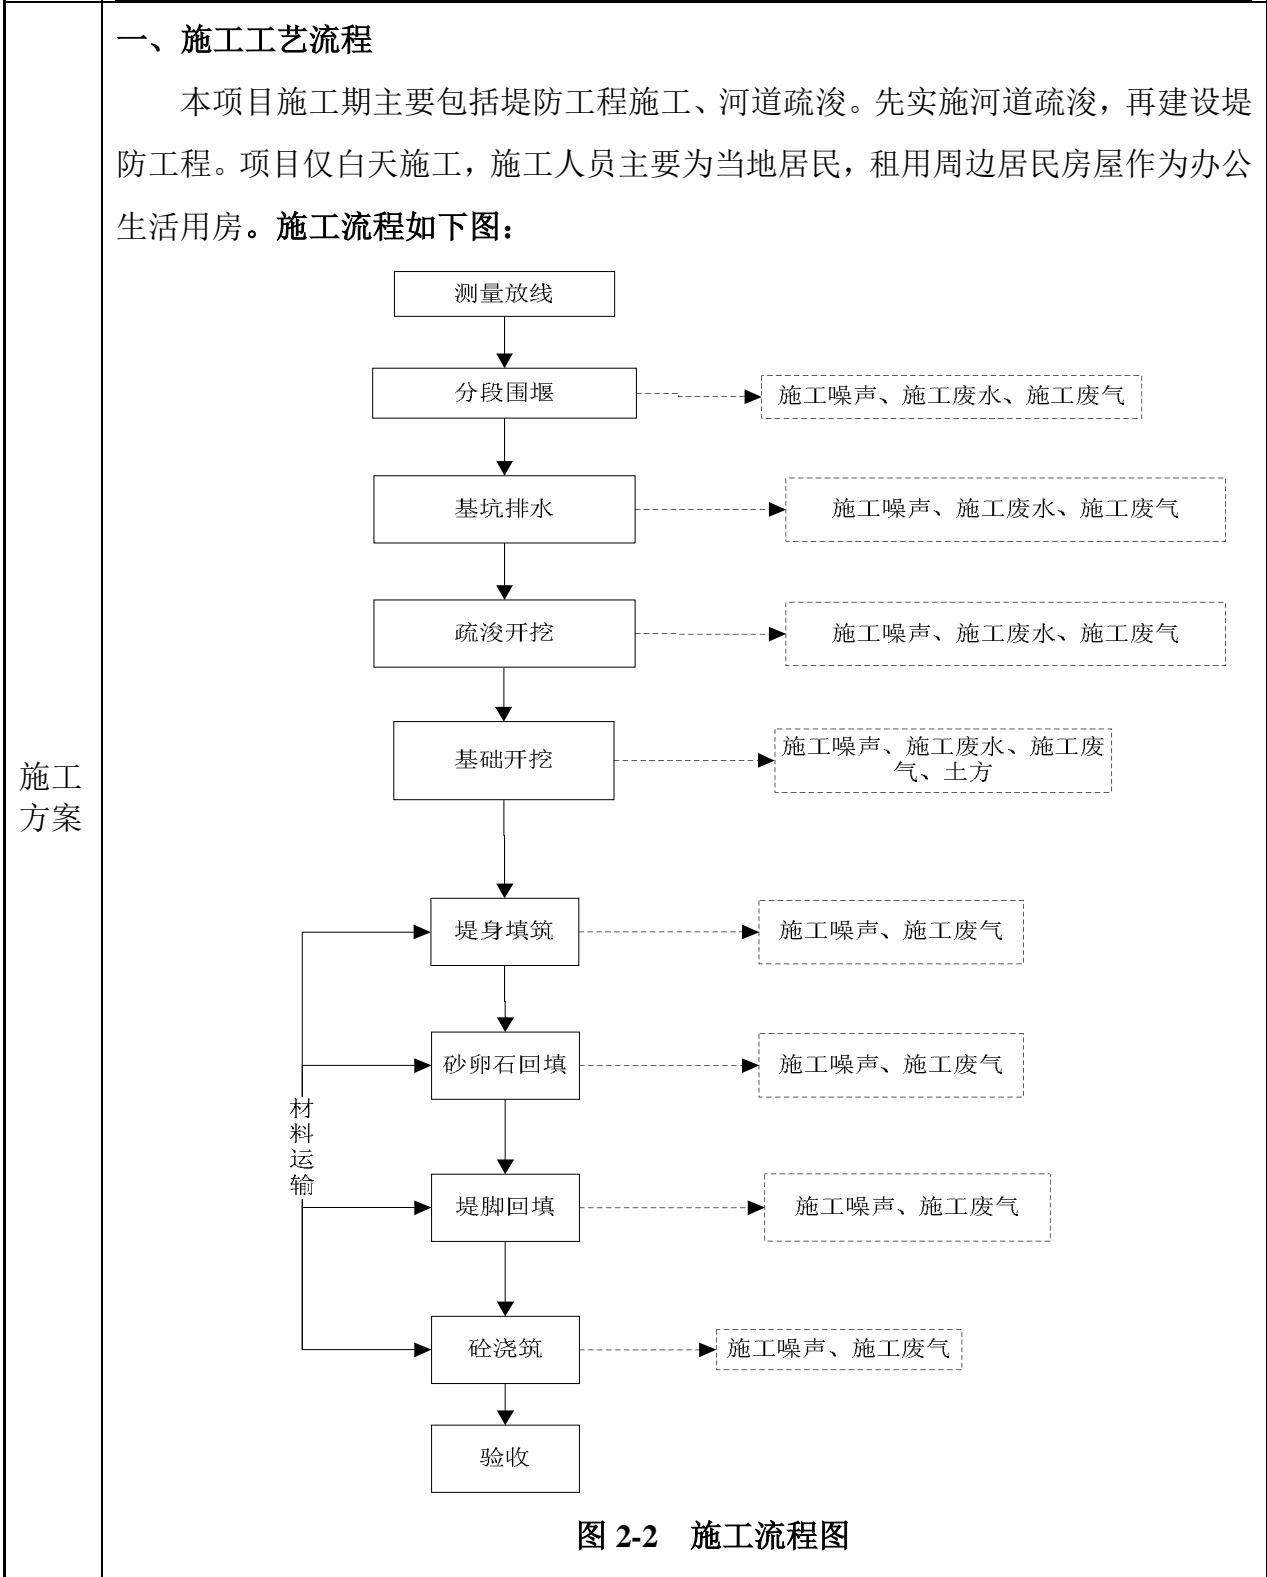 一、施工工艺流程
本项目施工期主要包括堤防工程施工、河道疏浚。先实施河道疏浚，再建设堤
防工程。项目仅白天施工，施工人员主要为当地居民，租用周边居民房屋作为办公
生活用房。施工流程如下图：
测量放线
分段围堰
施工噪声、施工废水、施工废气
基坑排水
施工噪声、施工废水、施工废气
疏浚开挖
施工噪声、施工废水、施工废气
基础开挖
施工噪声、施工废水、施工废
气、土方
施工
方案
堤身填筑
施工噪声、施工废气
砂卵石回填
施工噪声、施工废气
材
料
运
输
堤脚回填
施工噪声、施工废气
砼浇筑
施工噪声、施工废气
验收
图 2-2 施工流程图